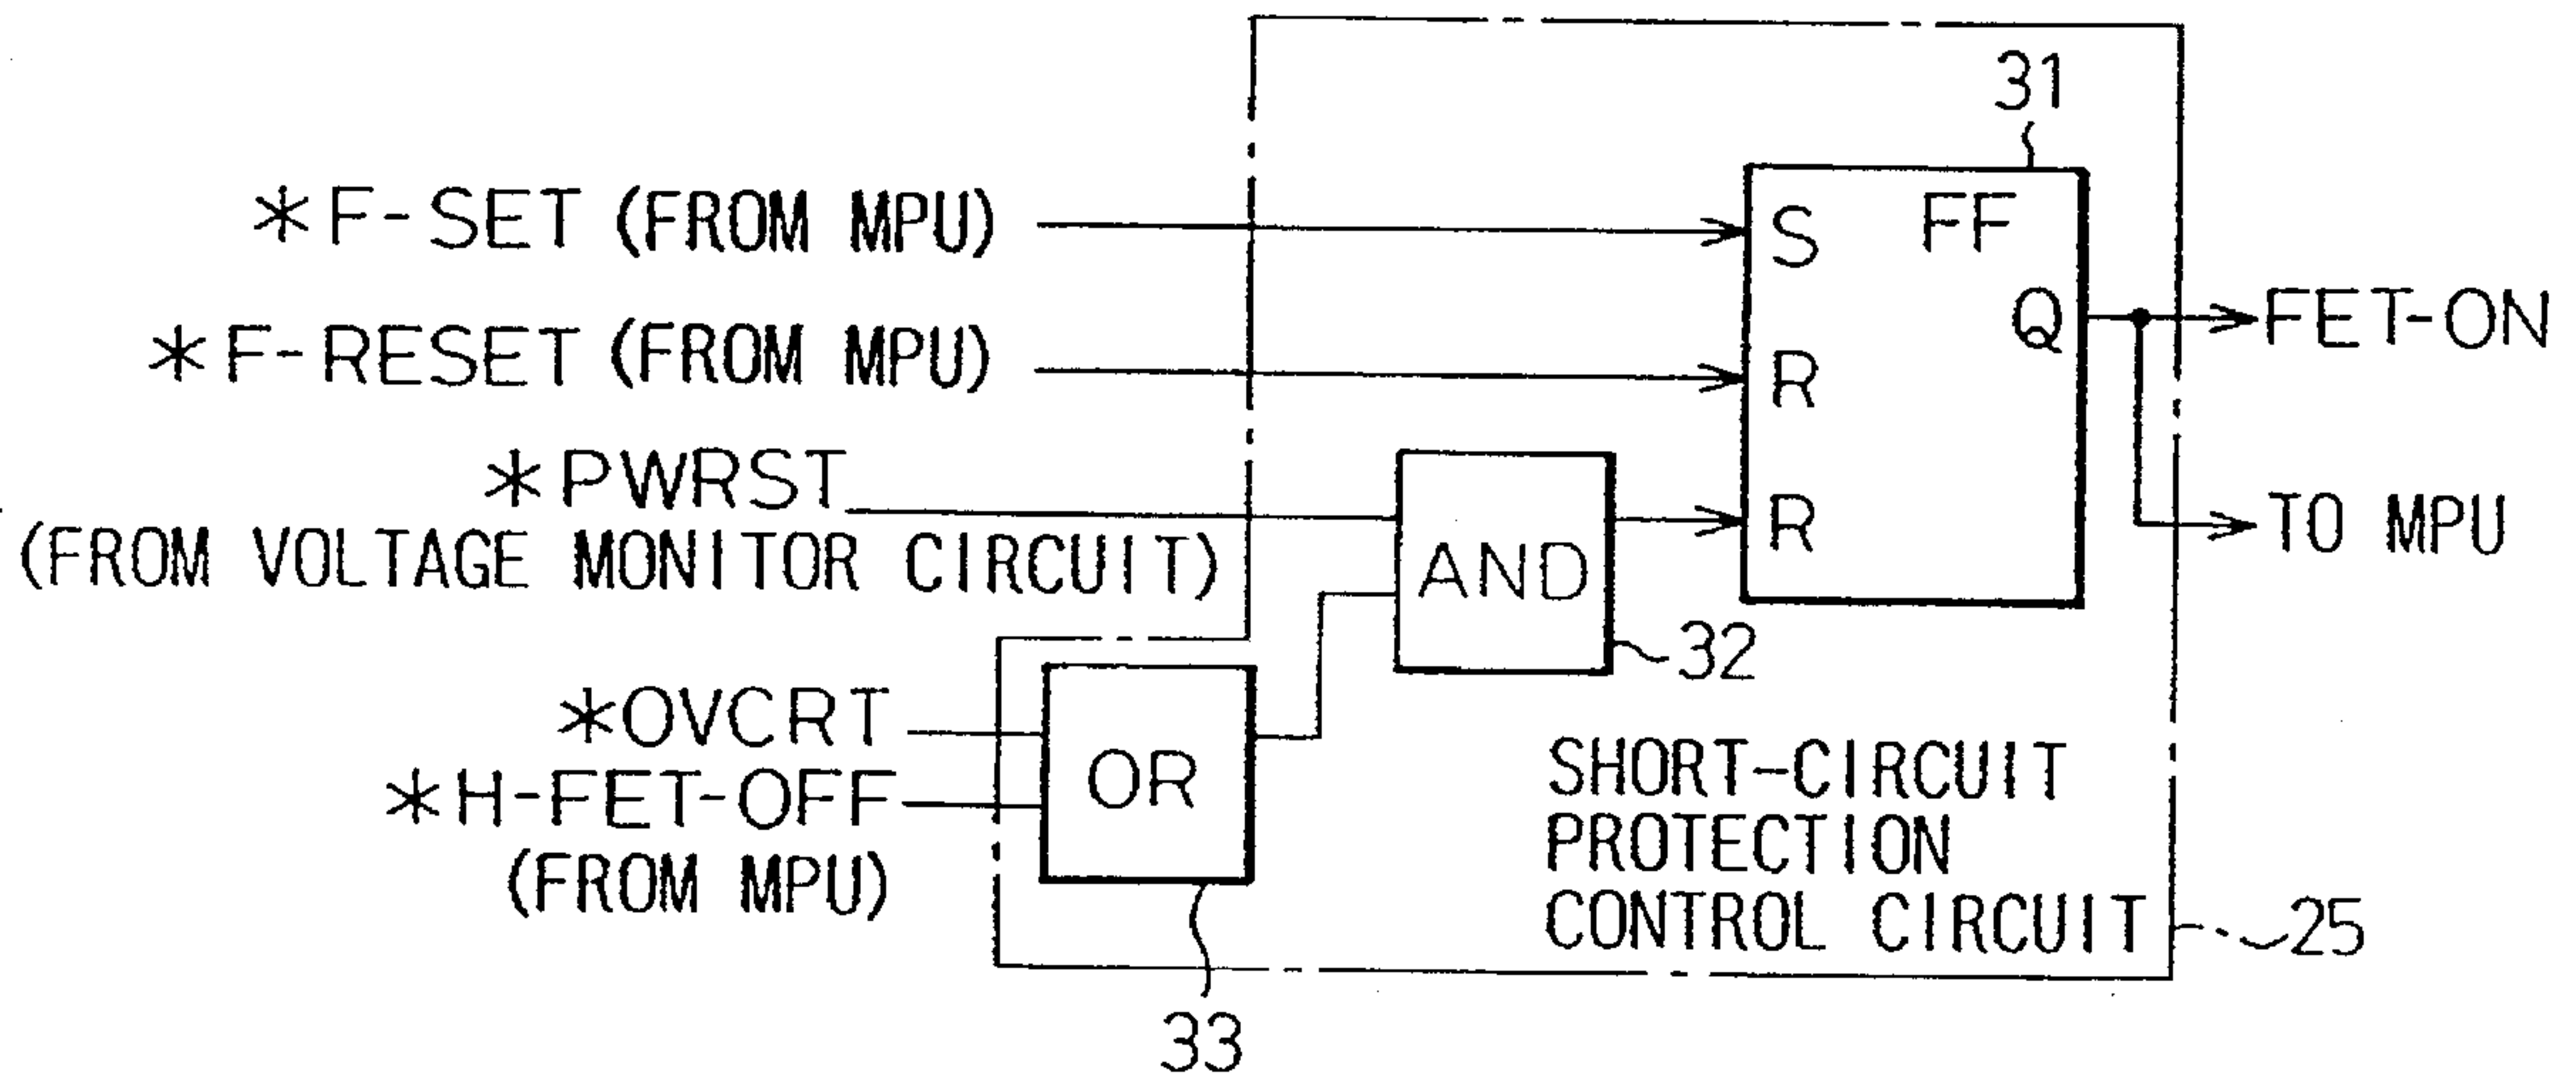 31
*F-SET (FROM MPU)
S
FF
*F-RESET (FROM MPU)
R
Q
FET-ON
*PWRST
(FROM VOLTAGE MONITOR CIRCUIT)
AND
R
TO MPU
32
*OVCRT
*H-FET-OFF
(FROM MPU)
OR
33
SHORT-CIRCUIT
PROTECTION
CONTROL CIRCUIT
25